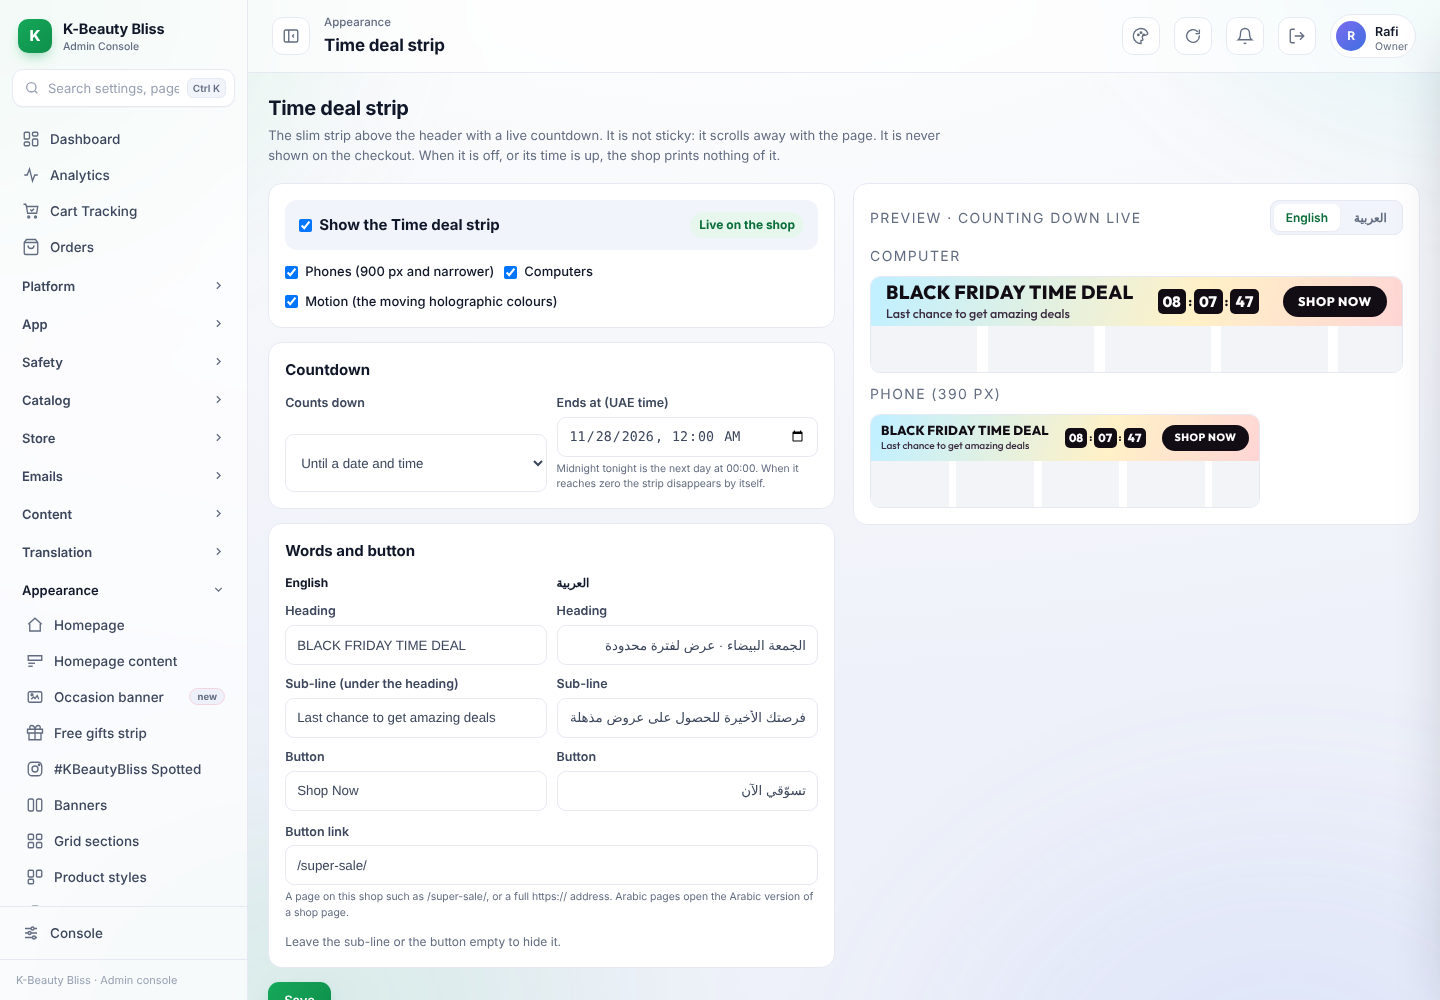 K
K-Beauty Bliss
Admin Console
Search settings, page
Ctrl K
Dashboard
Analytics
Cart Tracking
Orders
Platform
App
Safety
Catalog
Store
Emails
Content
Translation
Appearance
Homepage
Homepage content
Occasion banner
new
Free gifts strip
#KBeautyBliss Spotted
Banners
Grid sections
Product styles
Console
K-Beauty Bliss · Admin console
Appearance
Time deal strip
R
Rafi
Owner
Time deal strip
The slim strip above the header with a live countdown. It is not sticky: it scrolls away with the page. It is never
shown on the checkout. When it is off, or its time is up, the shop prints nothing of it.
Show the Time deal strip
Live on the shop
Phones (900 px and narrower)
Computers
Motion (the moving holographic colours)
Countdown
Counts down
Ends at (UAE time)
Until a date and time
11/28/2026, 12:00 AM
Midnight tonight is the next day at 00:00. When it
reaches zero the strip disappears by itself.
Words and button
English
العربية
Heading
Heading
BLACK FRIDAY TIME DEAL
الجمعة البيضاء · عرض لفترة محدودة
Sub-line (under the heading)
Sub-line
Last chance to get amazing deals
فرصتك الأخيرة للحصول على عروض مذهلة
Button
Button
Shop Now
تسوّقي الآن
Button link
/super-sale/
A page on this shop such as /super-sale/, or a full https:// address. Arabic pages open the Arabic version of
a shop page.
Leave the sub-line or the button empty to hide it.
Save
PREVIEW · COUNTING DOWN LIVE
English
العربية
COMPUTER
BLACK FRIDAY TIME DEAL
Last chance to get amazing deals
08 : 07 : 47
SHOP NOW
PHONE (390 PX)
BLACK FRIDAY TIME DEAL
Last chance to get amazing deals
08 : 07 : 47
SHOP NOW